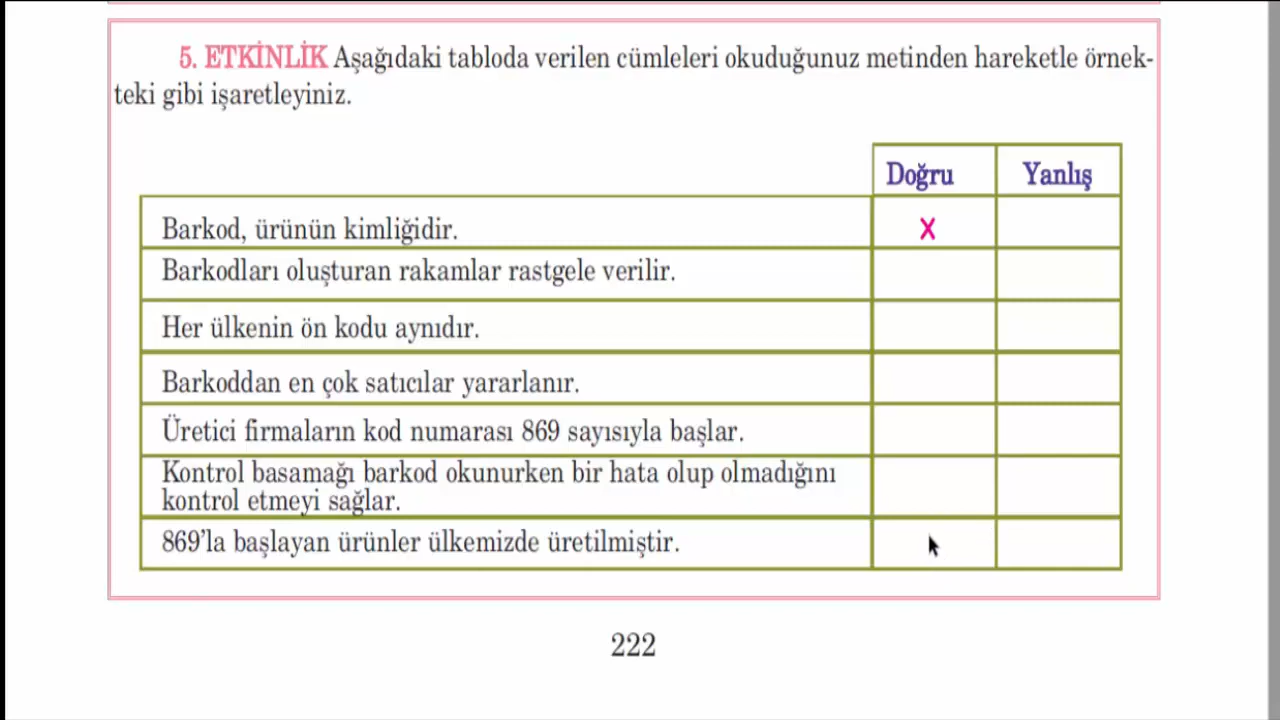 5. ETKİNLİK Aşağıdaki tabloda verilen cümleleri okuduğunuz metinden hareketle örnek-
teki gibi işaretleyiniz.
Doğru Yanlış
Barkod, ürünün kimliğidir. X
Barkodları oluşturan rakamlar rastgele verilir.
Her ülkenin ön kodu aynıdır.
Barkoddan en çok satıcılar yararlanır.
Üretici firmaların kod numarası 869 sayısıyla başlar.
Kontrol basamağı barkod okunurken bir hata olup olmadığını
kontrol etmeyi sağlar.
869’la başlayan ürünler ülkemizde üretilmiştir.
222